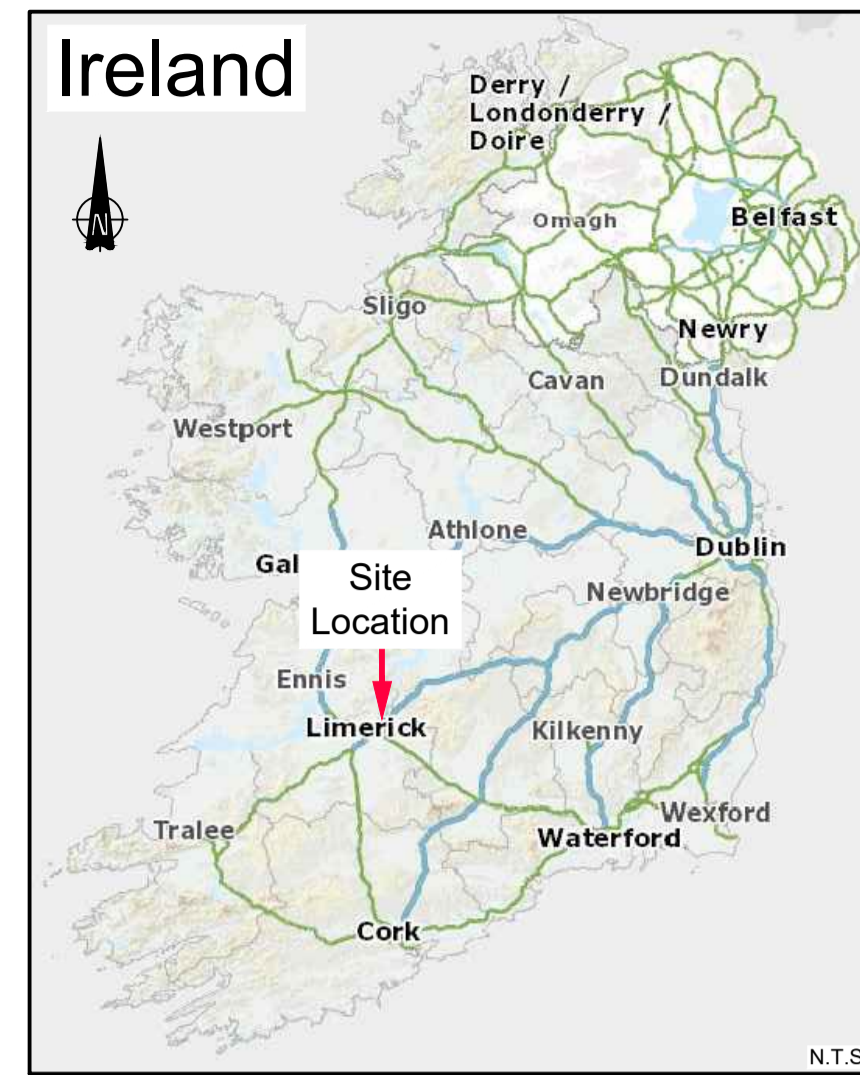 Ireland
N
Derry /
Londonderry /
Doire
Omagh
Belfast
Sligo
Newry
Cavan
Dundalk
Westport
Athlone
Dublin
Gal
Site
Location
Newbridge
Ennis
Limerick
Kilkenny
Tralee
Wexford
Waterford
Cork
N.T.S